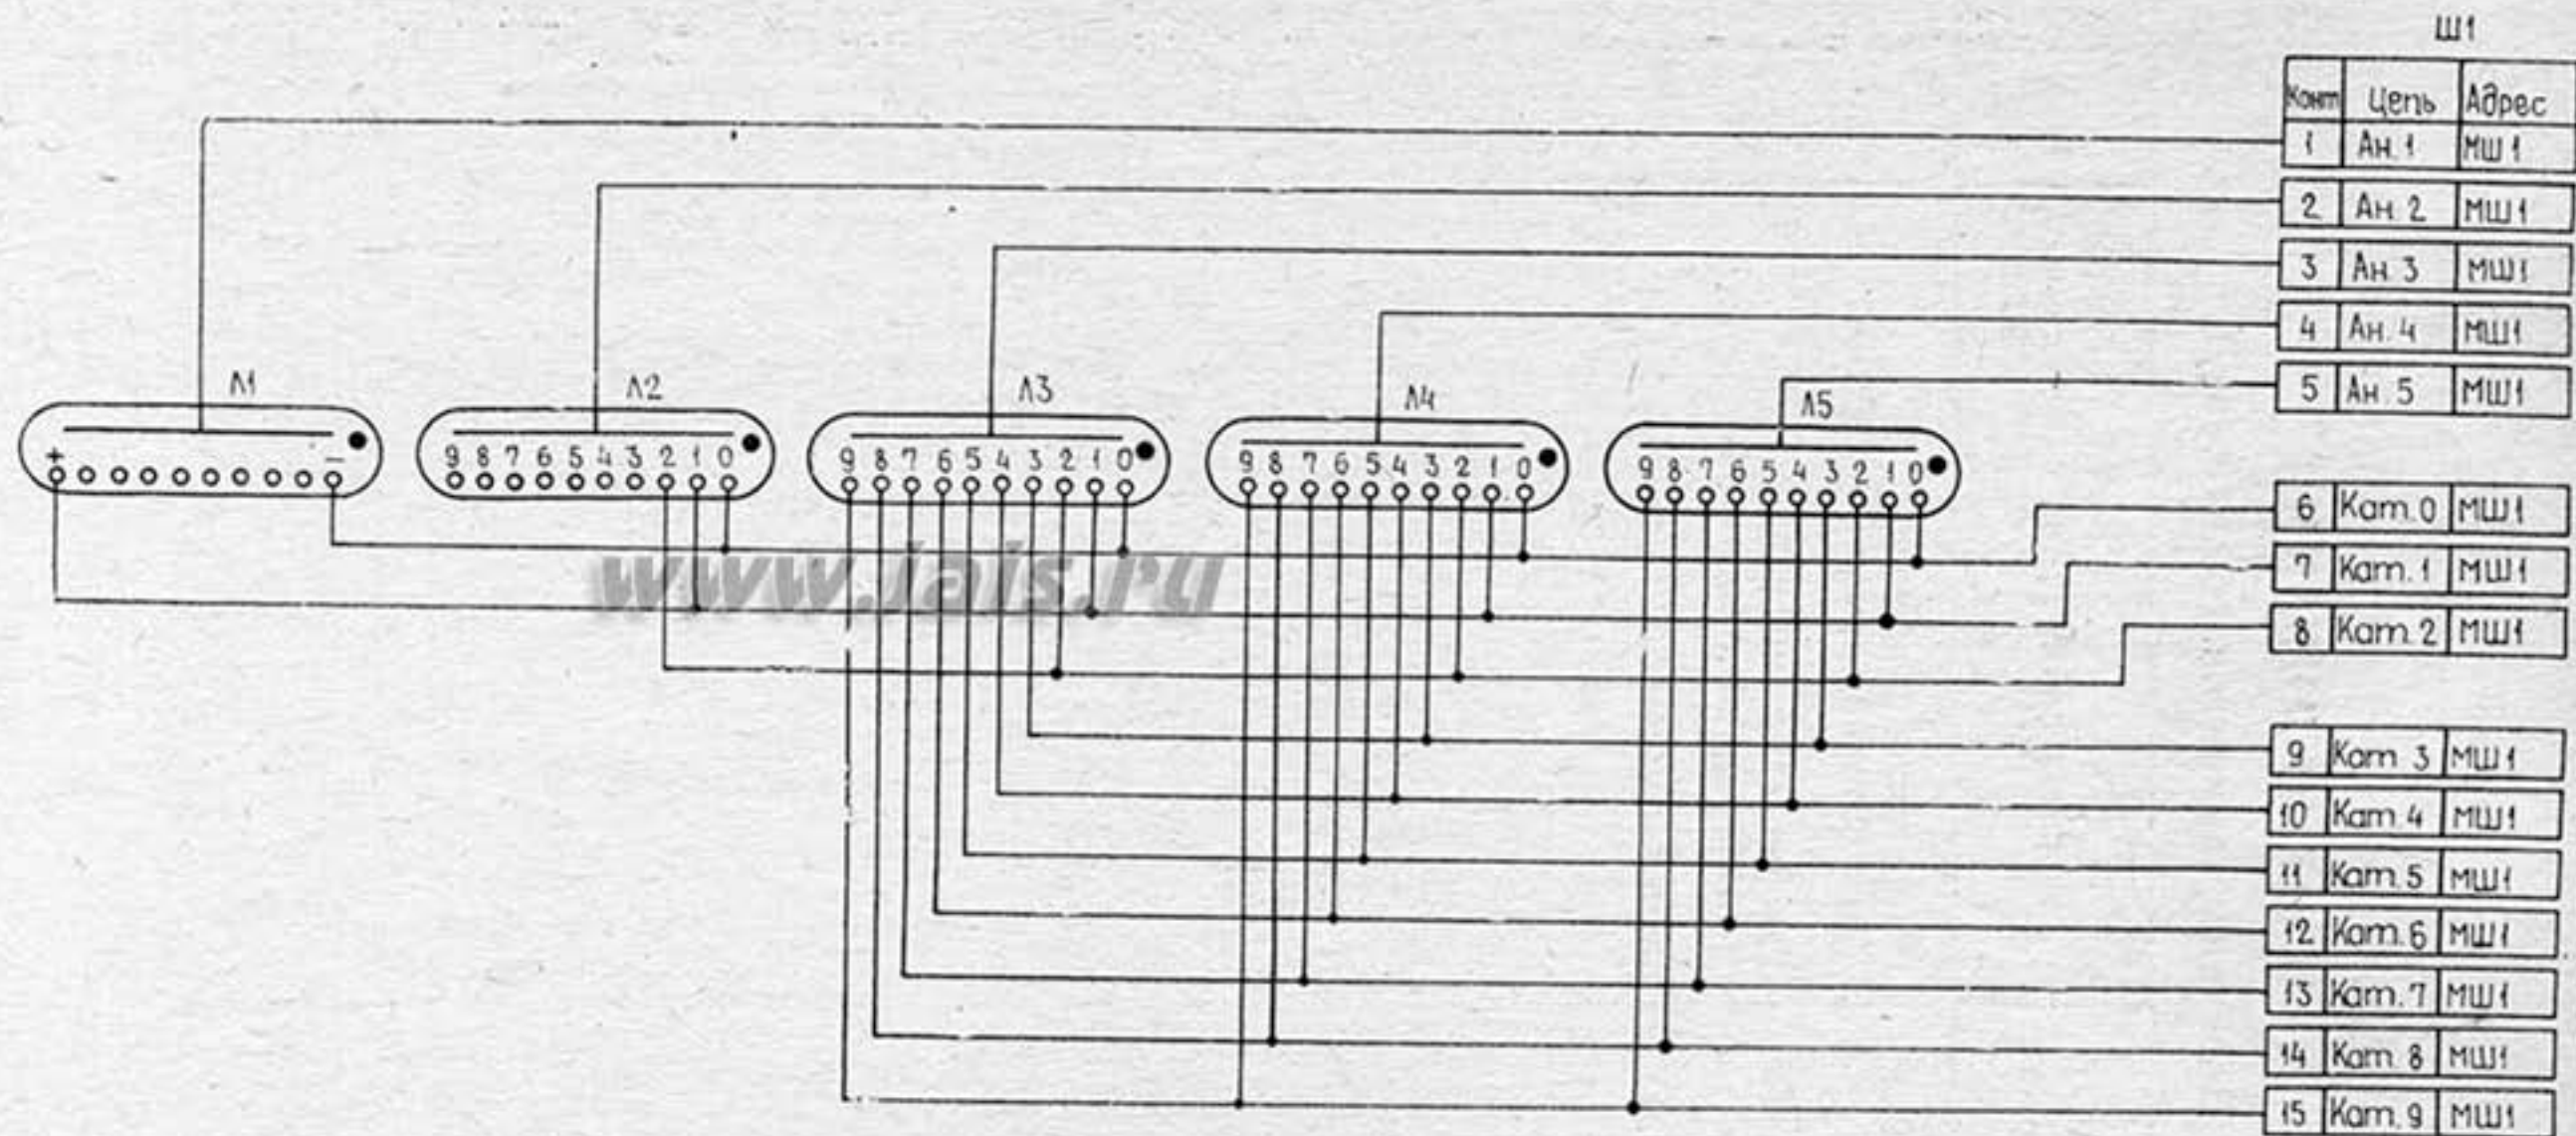 Ш1
Конт Цепь Адрес
1 Ан.1 МШ1
2 Ан 2 МШ1
3 Ан 3 МШ1
4 Ан.4 МШ1
5 Ан.5 МШ1
Л1 Л2 Л3 Л4 Л5
+ −
9 8 7 6 5 4 3 2 1 0
9 8 7 6 5 4 3 2 1 0
9 8 7 6 5 4 3 2 1 0
9 8 7 6 5 4 3 2 1 0
6 Кат.0 МШ1
www.jais.ru
7 Кат.1 МШ1
8 Кат.2 МШ1
9 Кат 3 МШ1
10 Кат.4 МШ1
11 Кат.5 МШ1
12 Кат.6 МШ1
13 Кат.7 МШ1
14 Кат.8 МШ1
15 Кат.9 МШ1